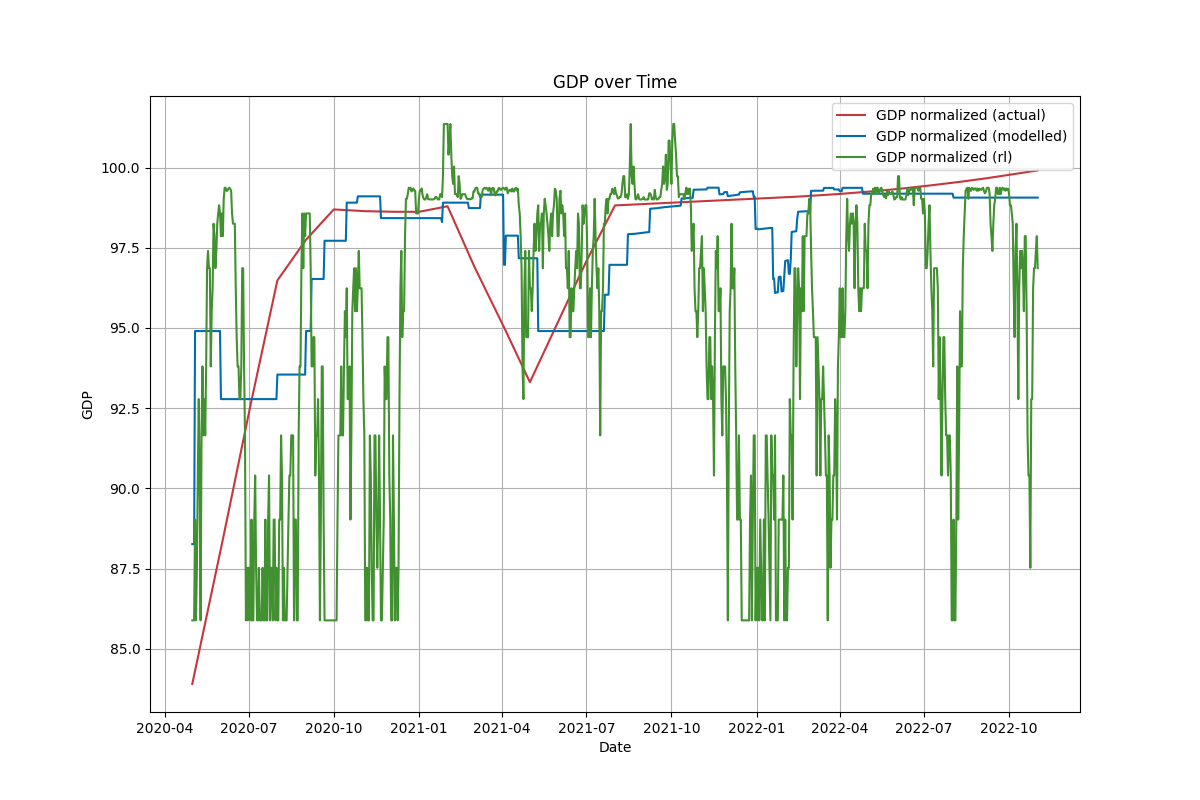 GDP over Time
GDP normalized (actual)
GDP normalized (modelled)
GDP normalized (rl)
GDP
100.0
97.5
95.0
92.5
90.0
87.5
85.0
2020-04 2020-07 2020-10 2021-01 2021-04 2021-07 2021-10 2022-01 2022-04 2022-07 2022-10
Date